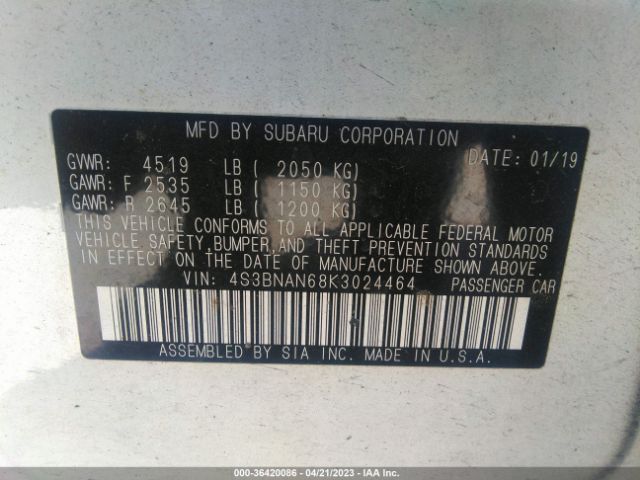 MFD BY SUBARU CORPORATION
GVWR: 4519 LB ( 2050 KG) DATE: 01/19
GAWR: F 2535 LB ( 1150 KG)
GAWR: R 2645 LB ( 1200 KG)
THIS VEHICLE CONFORMS TO ALL APPLICABLE FEDERAL MOTOR
VEHICLE SAFETY, BUMPER, AND THEFT PREVENTION STANDARDS
IN EFFECT ON THE DATE OF MANUFACTURE SHOWN ABOVE.
VIN: 4S3BNAN68K3024464 PASSENGER CAR
ASSEMBLED BY SIA INC. MADE IN U.S.A.
000-36420086 - 04/21/2023 - IAA Inc.